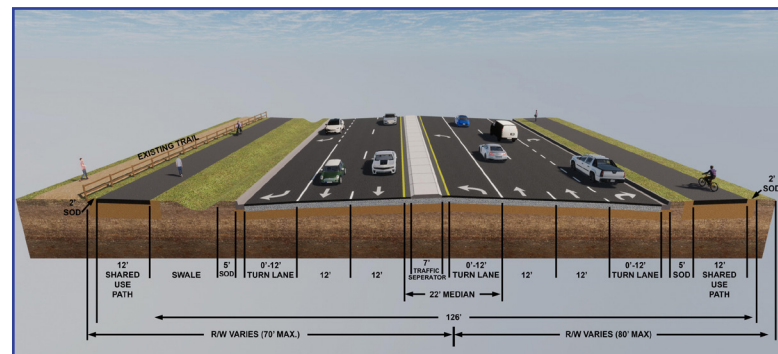 EXISTING TRAIL
2'
SOD
2'
SOD
12'
SHARED
USE
PATH
SWALE
5'
SOD
0'-12'
TURN LANE
12'
12'
7'
TRAFFIC
SEPERATOR
0'-12'
TURN LANE
12'
12'
0'-12'
TURN LANE
5'
SOD
12'
SHARED
USE
PATH
22' MEDIAN
126'
R/W VARIES (70' MAX.)
R/W VARIES (80' MAX)